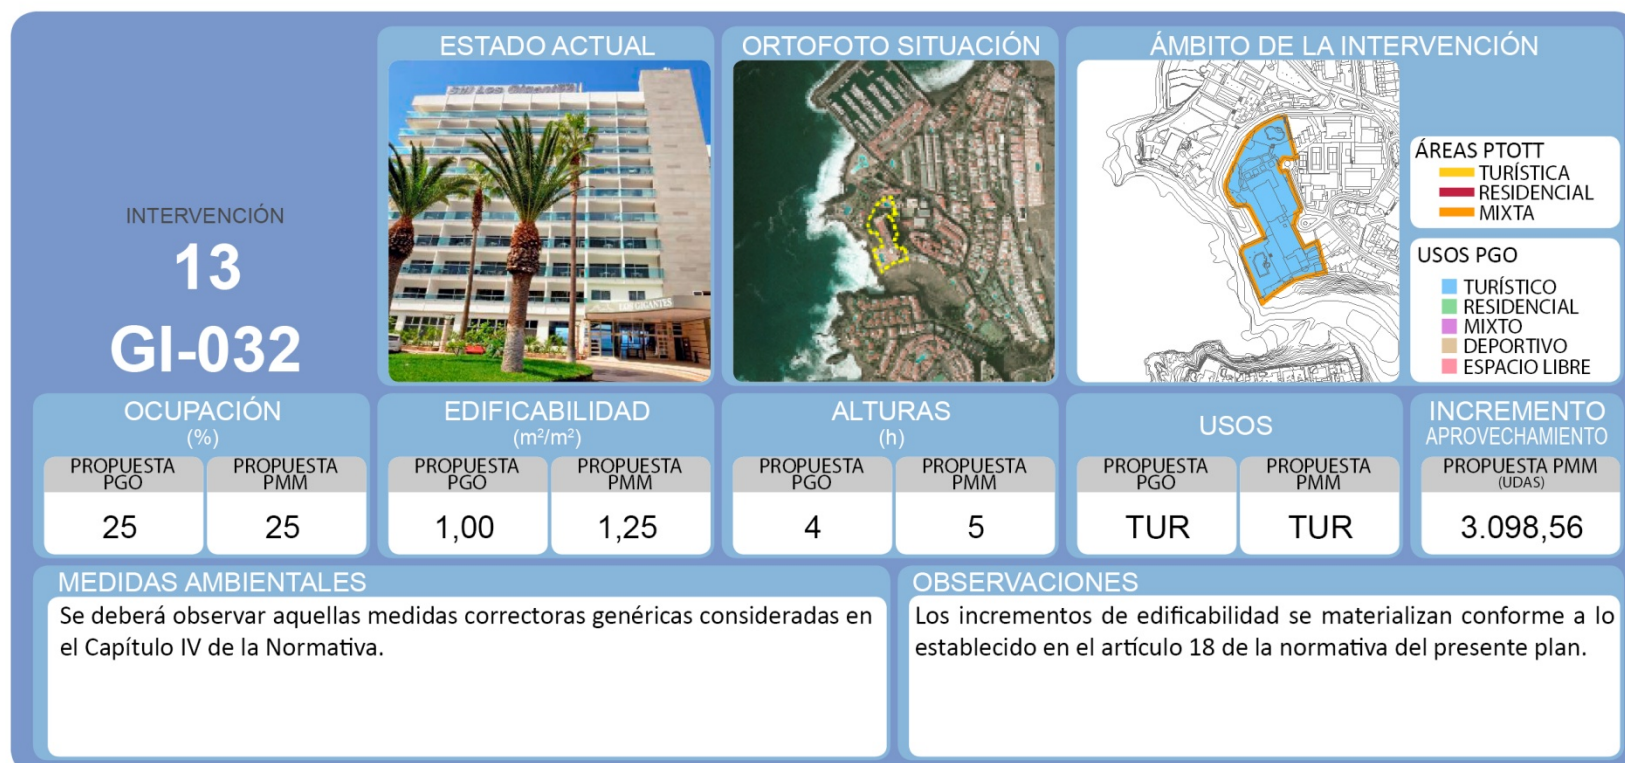 INTERVENCIÓN
13
GI-032
ESTADO ACTUAL
GIGANTES
ORTOFOTO SITUACIÓN
ÁMBITO DE LA INTERVENCIÓN
ÁREAS PTOTT
TURÍSTICA
RESIDENCIAL
MIXTA
USOS PGO
TURÍSTICO
RESIDENCIAL
MIXTO
DEPORTIVO
ESPACIO LIBRE
OCUPACIÓN
(%)
PROPUESTA PGO
25
PROPUESTA PMM
25
EDIFICABILIDAD
(m²/m²)
PROPUESTA PGO
1,00
PROPUESTA PMM
1,25
ALTURAS
(h)
PROPUESTA PGO
4
PROPUESTA PMM
5
USOS
PROPUESTA PGO
TUR
PROPUESTA PMM
TUR
INCREMENTO
APROVECHAMIENTO
PROPUESTA PMM
(UDAS)
3.098,56
MEDIDAS AMBIENTALES
Se deberá observar aquellas medidas correctoras genéricas consideradas en
el Capítulo IV de la Normativa.
OBSERVACIONES
Los incrementos de edificabilidad se materializan conforme a lo
establecido en el artículo 18 de la normativa del presente plan.